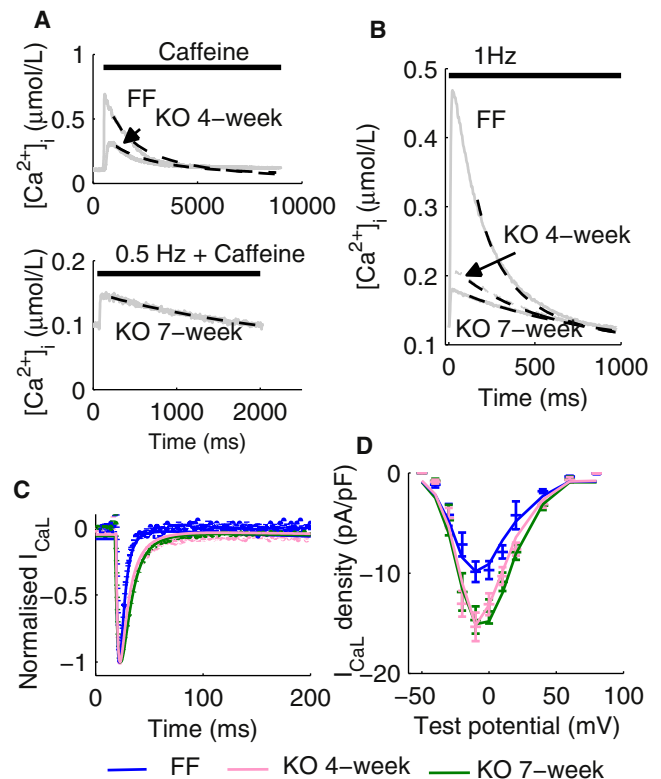 A
Caffeine
1
0.5
0
[Ca2+]i (μmol/L)
FF
KO 4−week
0 5000 10000
0.5 Hz + Caffeine
0.2
0.1
0
[Ca2+]i (μmol/L)
KO 7−week
0 1000 2000
Time (ms)
B
1Hz
0.5
0.4
0.3
0.2
0.1
[Ca2+]i (μmol/L)
FF
KO 4−week
KO 7−week
0 500 1000
Time (ms)
C
0
−0.5
−1
Normalised ICaL
0 100 200
Time (ms)
D
0
−10
−20
ICaL density (pA/pF)
−50 0 50 100
Test potential (mV)
FF KO 4−week KO 7−week